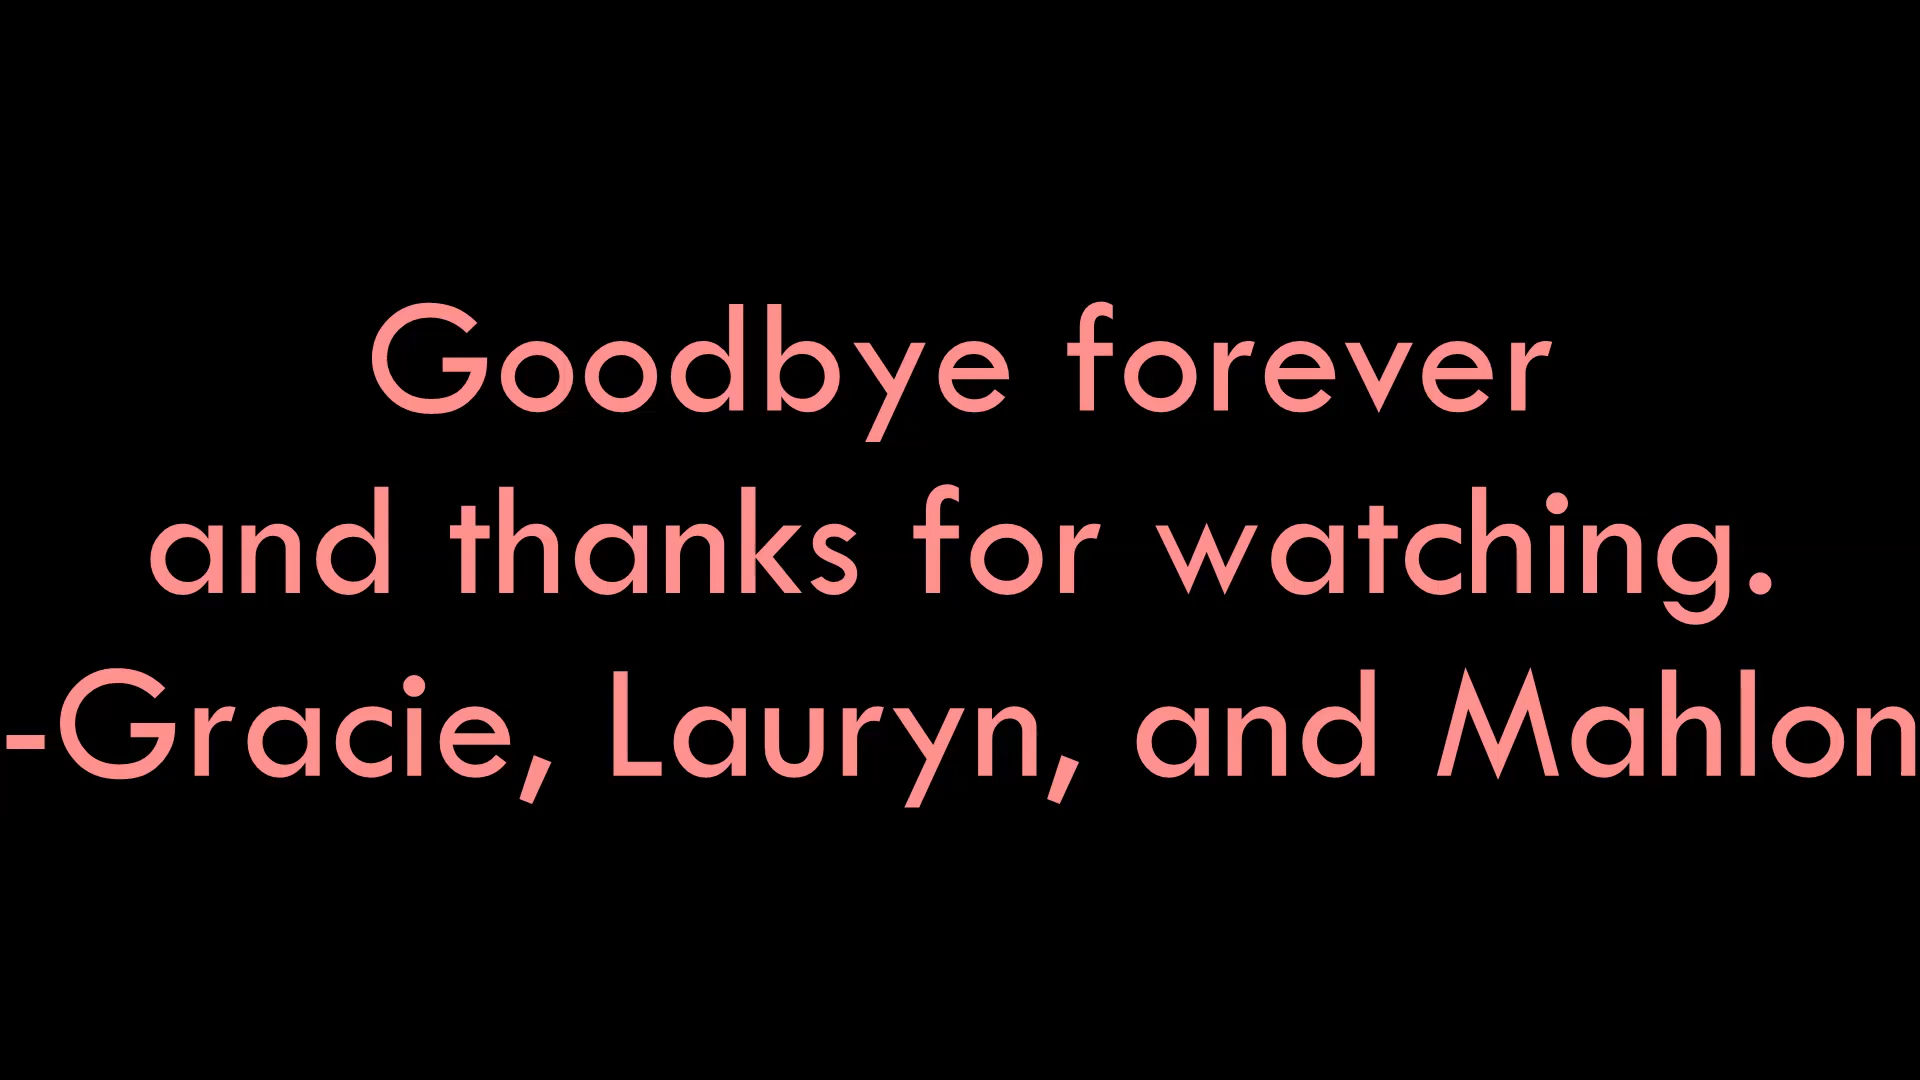 Goodbye forever
and thanks for watching.
-Gracie, Lauryn, and Mahlon